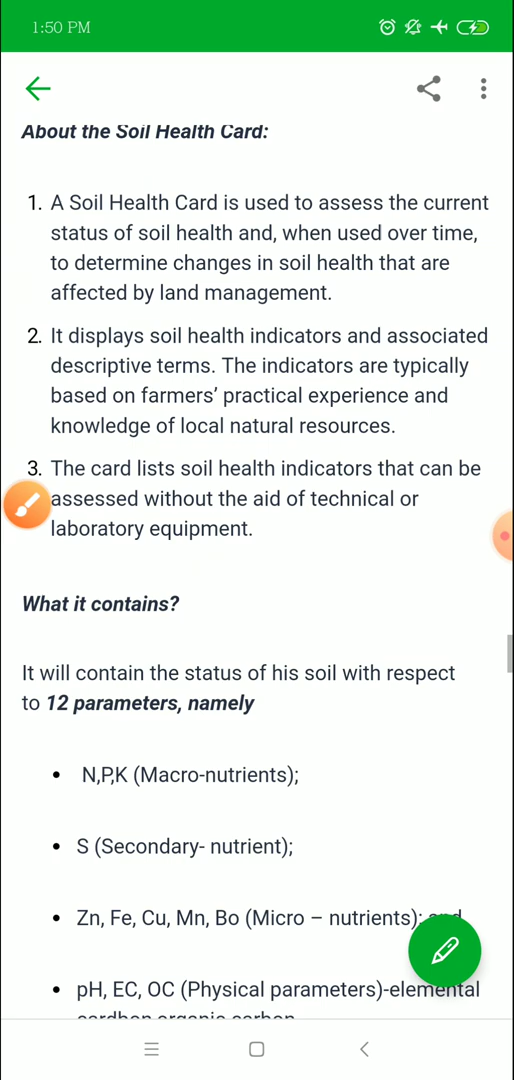 1:50 PM
About the Soil Health Card:
1. A Soil Health Card is used to assess the current
status of soil health and, when used over time,
to determine changes in soil health that are
affected by land management.
2. It displays soil health indicators and associated
descriptive terms. The indicators are typically
based on farmers’ practical experience and
knowledge of local natural resources.
3. The card lists soil health indicators that can be
assessed without the aid of technical or
laboratory equipment.
What it contains?
It will contain the status of his soil with respect
to 12 parameters, namely
• N,P,K (Macro-nutrients);
• S (Secondary- nutrient);
• Zn, Fe, Cu, Mn, Bo (Micro – nutrients); and
• pH, EC, OC (Physical parameters)-elemental
cardbon organic carbon